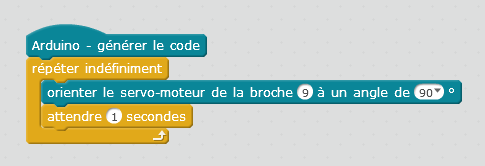 Arduino - générer le code
répéter indéfiniment
orienter le servo-moteur de la broche 9 à un angle de 90 °
attendre 1 secondes